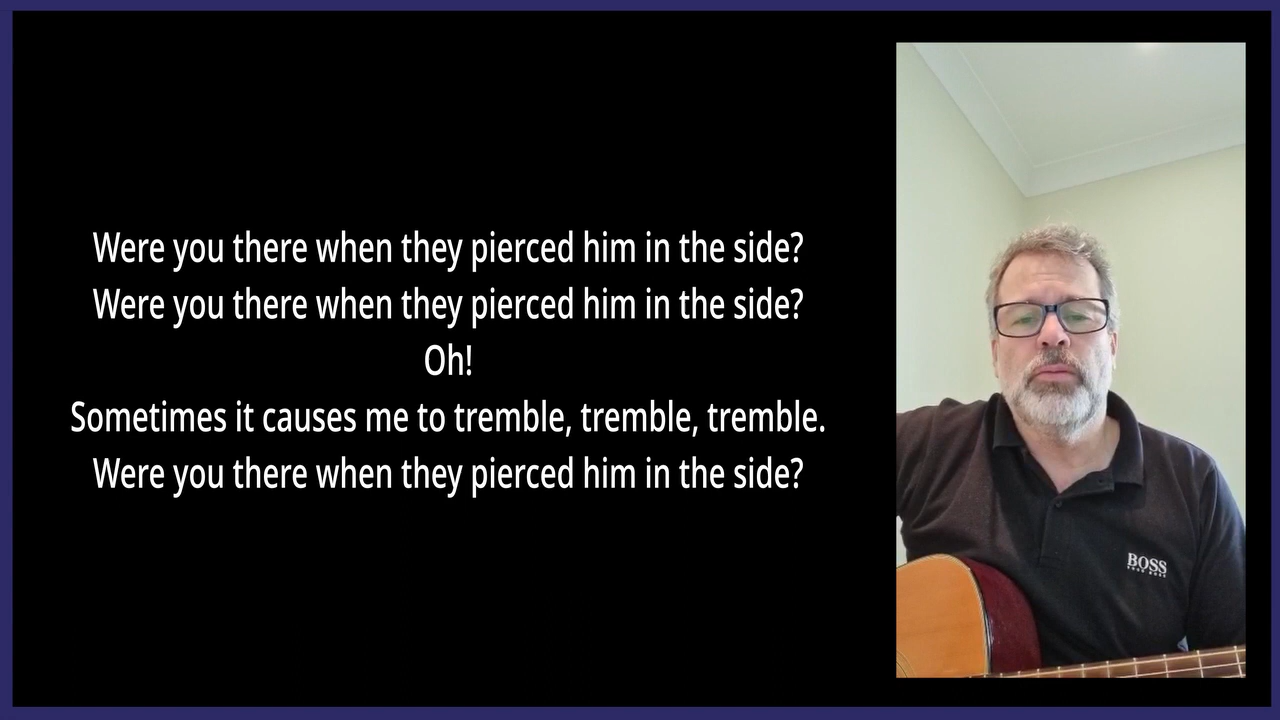 Were you there when they pierced him in the side?
Were you there when they pierced him in the side?
Oh!
Sometimes it causes me to tremble, tremble, tremble.
Were you there when they pierced him in the side?
BOSS
HUGO BOSS